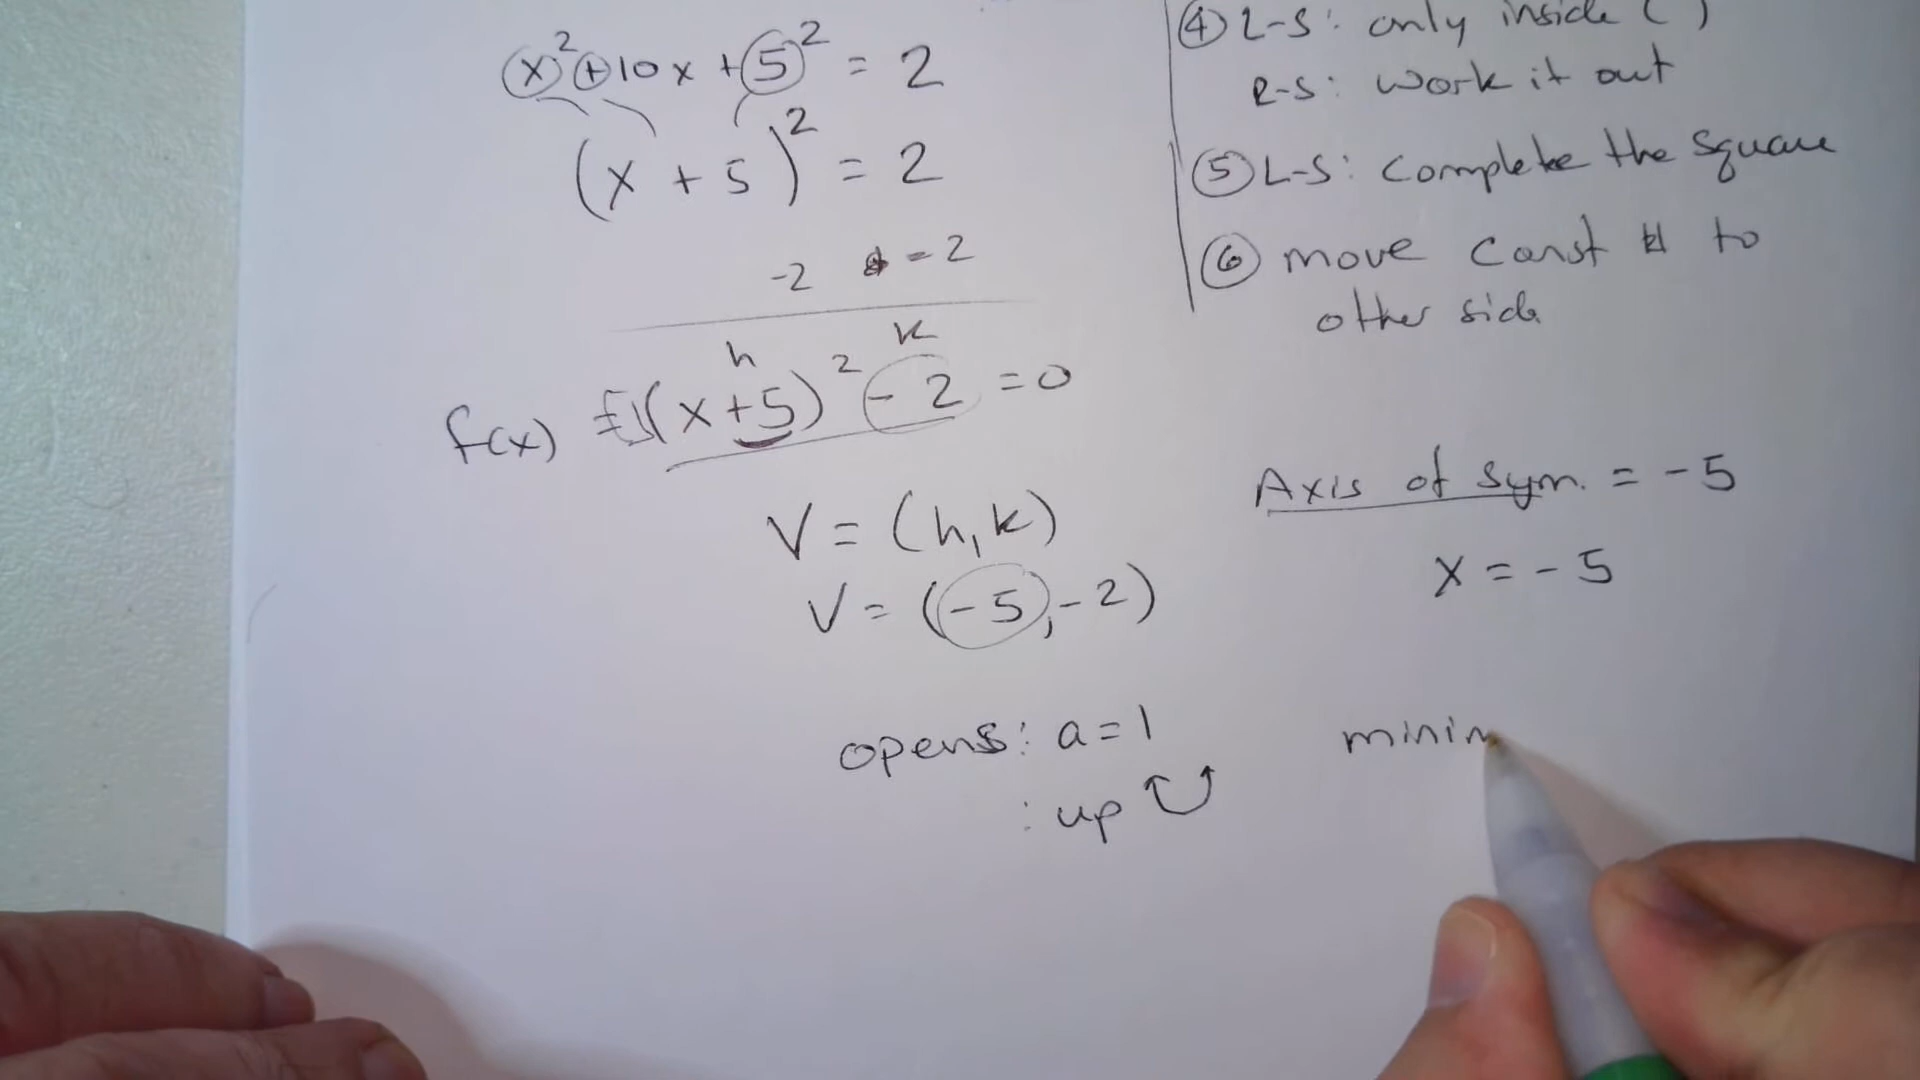 x² + 10x + 5² = 2
(x + 5)² = 2
-2 = 2
h k
f(x) = 1(x + 5)² - 2 = 0
V = (h, k)
V = (-5, -2)
opens: a = 1
: up
④ L-S: only inside ( )
R-S: work it out
⑤ L-S: Complete the square
⑥ move const # to
other side
Axis of sym. = -5
x = -5
minim